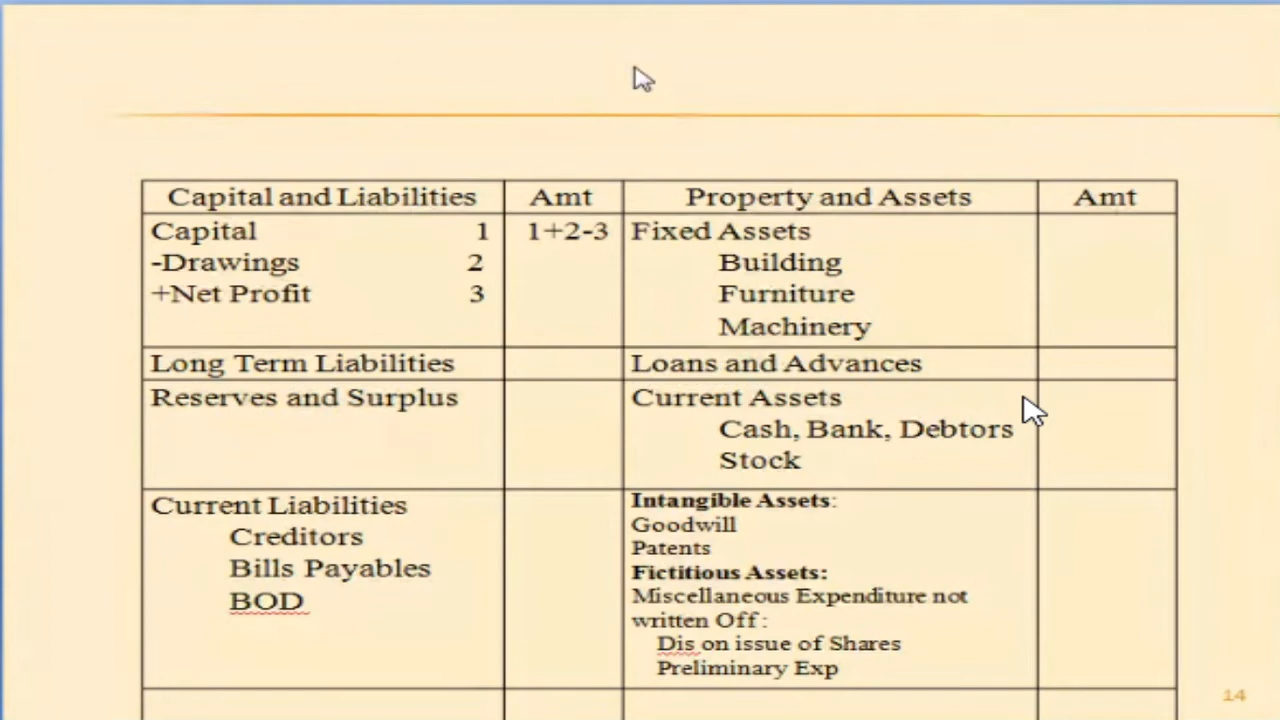 Capital and Liabilities Amt Property and Assets Amt
Capital 1 1+2-3 Fixed Assets
-Drawings 2 Building
+Net Profit 3 Furniture
Machinery
Long Term Liabilities Loans and Advances
Reserves and Surplus Current Assets
Cash, Bank, Debtors
Stock
Current Liabilities
Creditors
Bills Payables
BOD
Intangible Assets:
Goodwill
Patents
Fictitious Assets:
Miscellaneous Expenditure not
written Off :
Dis on issue of Shares
Preliminary Exp
14